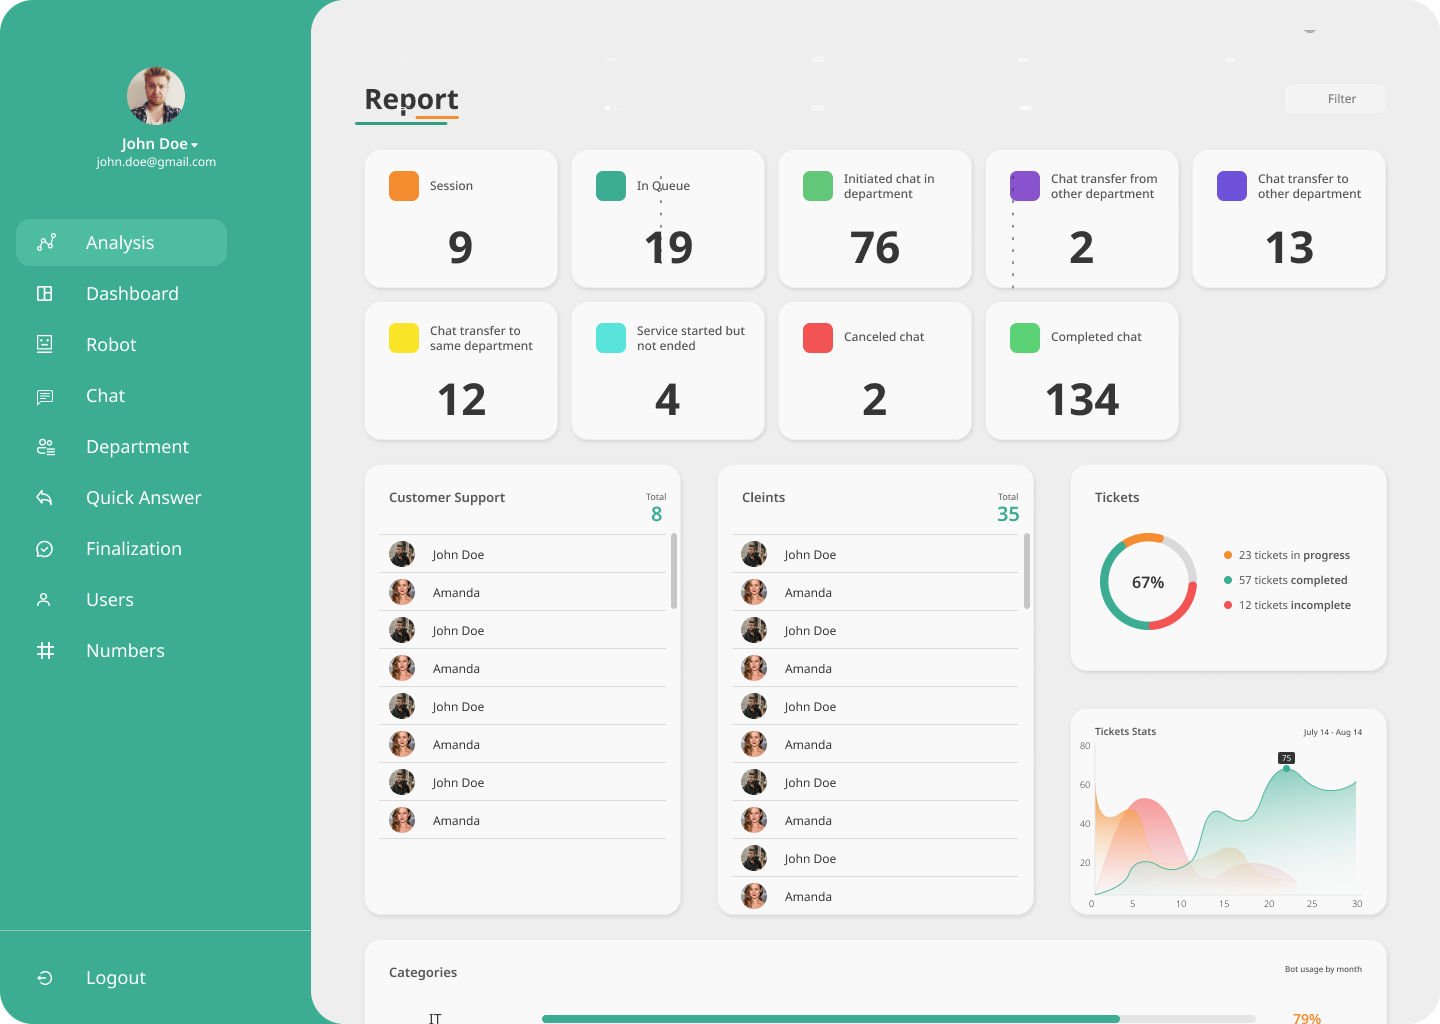 John Doe
john.doe@gmail.com
Analysis
Dashboard
Robot
Chat
Department
Quick Answer
Finalization
Users
Numbers
Logout
Report
Filter
Session
9
In Queue
19
Initiated chat in
department
76
Chat transfer from
other department
2
Chat transfer to
other department
13
Chat transfer to
same department
12
Service started but
not ended
4
Canceled chat
2
Completed chat
134
Customer Support
Total
8
John Doe
Amanda
John Doe
Amanda
John Doe
Amanda
John Doe
Amanda
Cleints
Total
35
John Doe
Amanda
John Doe
Amanda
John Doe
Amanda
John Doe
Amanda
John Doe
Amanda
Tickets
67%
23 tickets in progress
57 tickets completed
12 tickets incomplete
Tickets Stats
July 14 - Aug 14
80
75
60
40
20
0 5 10 15 20 25 30
Categories
Bot usage by month
IT
79%